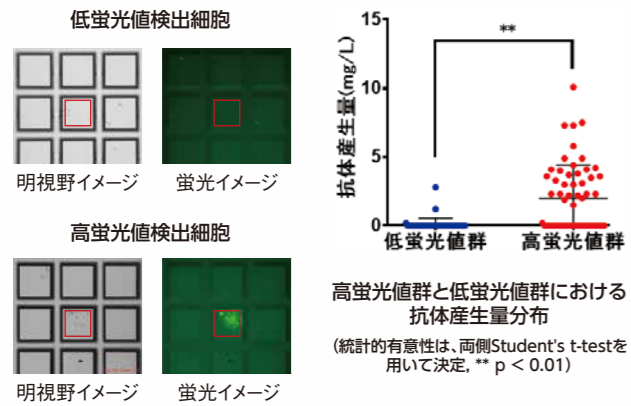 低蛍光値検出細胞
明視野イメージ
蛍光イメージ
高蛍光値検出細胞
明視野イメージ
蛍光イメージ
抗体産生量(mg/L)
15
10
5
0
**
低蛍光値群
高蛍光値群
高蛍光値群と低蛍光値群における
抗体産生量分布
(統計的有意性は、両側Student's t-testを
用いて決定, ** p < 0.01)